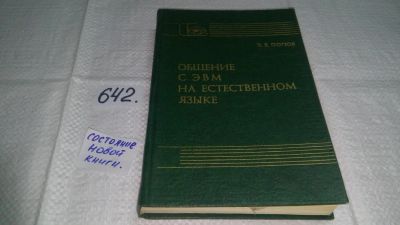 642.
состояние
новой
книги.
Э. В. ПОПОВ
ОБЩЕНИЕ
С ЭВМ
НА ЕСТЕСТВЕННОМ
ЯЗЫКЕ